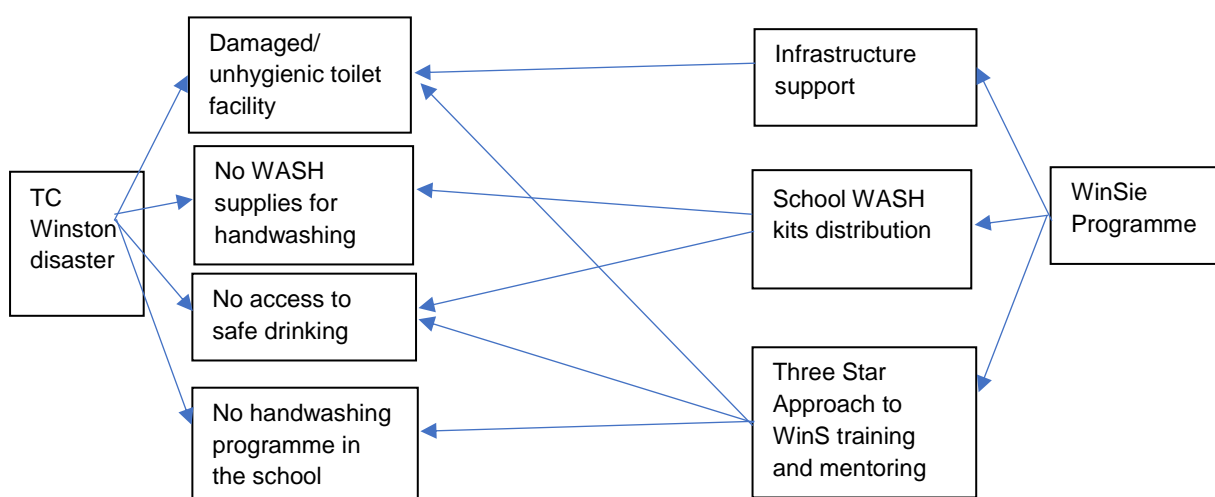 Damaged/
unhygienic toilet
facility
Infrastructure
support
TC
Winston
disaster
No WASH
supplies for
handwashing
School WASH
kits distribution
WinSie
Programme
No access to
safe drinking
No handwashing
programme in
the school
Three Star
Approach to
WinS training
and mentoring